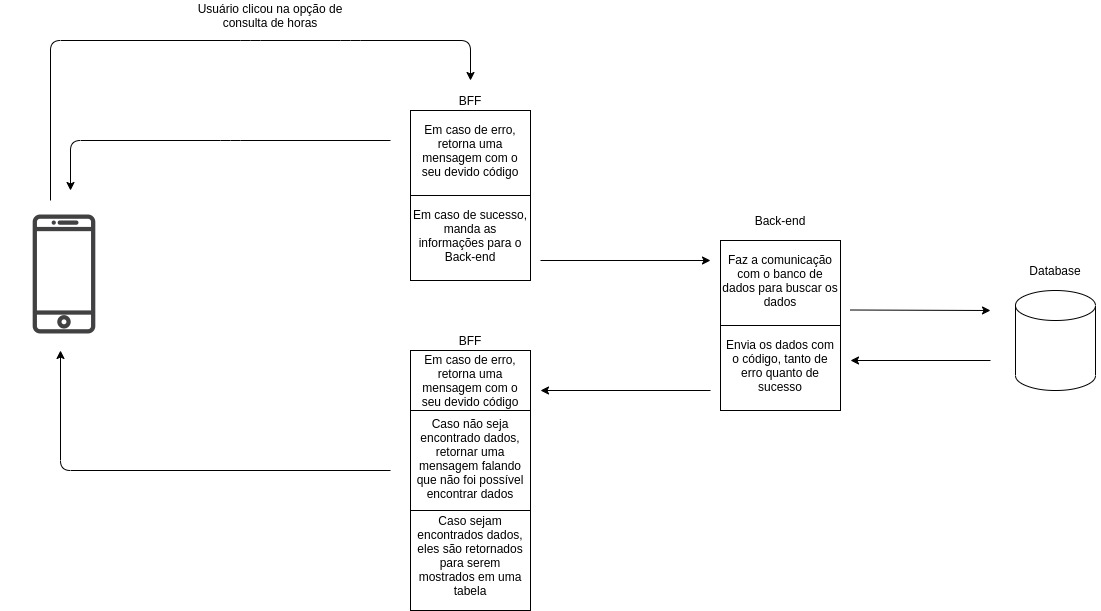 Usuário clicou na opção de
consulta de horas
BFF
Em caso de erro,
retorna uma
mensagem com o
seu devido código
Em caso de sucesso,
manda as
informações para o
Back-end
Back-end
Faz a comunicação
com o banco de
dados para buscar os
dados
Envia os dados com
o código, tanto de
erro quanto de
sucesso
Database
BFF
Em caso de erro,
retorna uma
mensagem com o
seu devido código
Caso não seja
encontrado dados,
retornar uma
mensagem falando
que não foi possível
encontrar dados
Caso sejam
encontrados dados,
eles são retornados
para serem
mostrados em uma
tabela